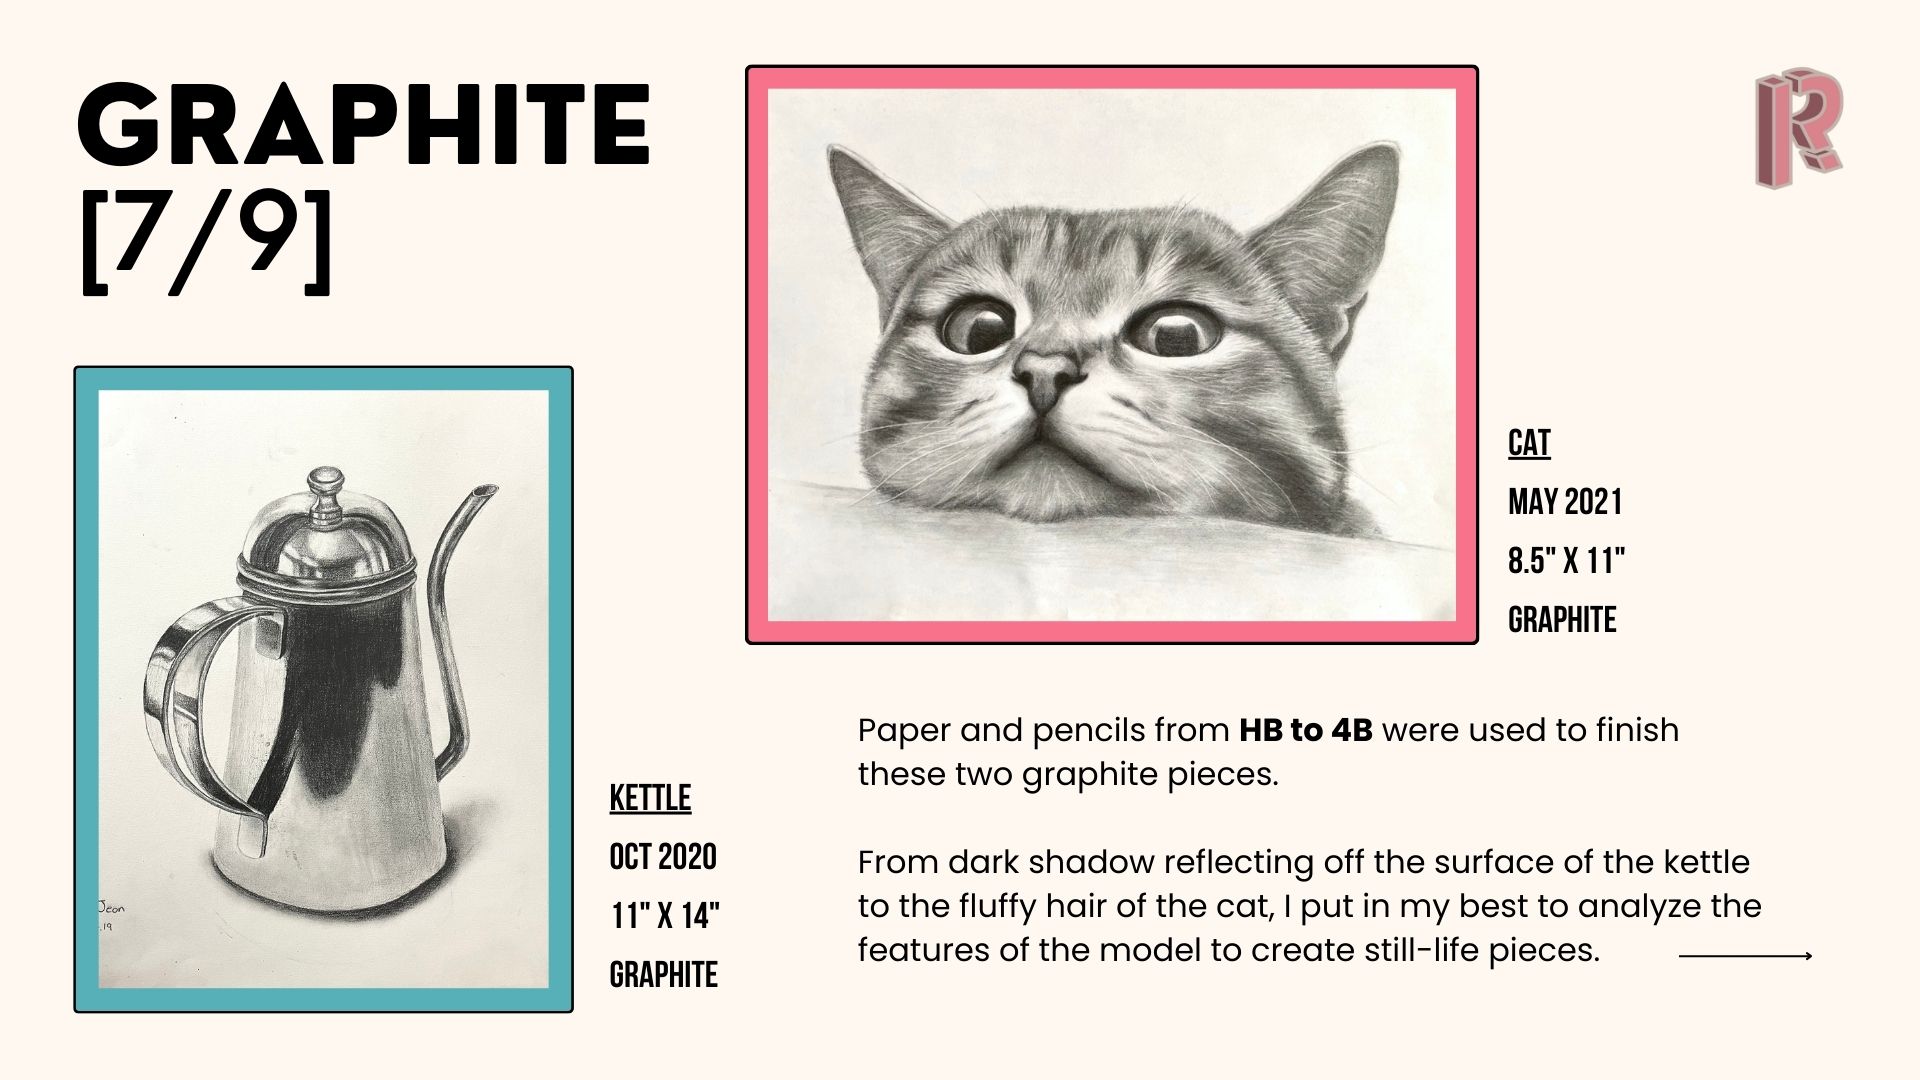 GRAPHITE
[7/9]
CAT
MAY 2021
8.5" X 11"
GRAPHITE
KETTLE
OCT 2020
11" X 14"
GRAPHITE
Jeon
.19
Paper and pencils from HB to 4B were used to finish
these two graphite pieces.
From dark shadow reflecting off the surface of the kettle
to the fluffy hair of the cat, I put in my best to analyze the
features of the model to create still-life pieces.